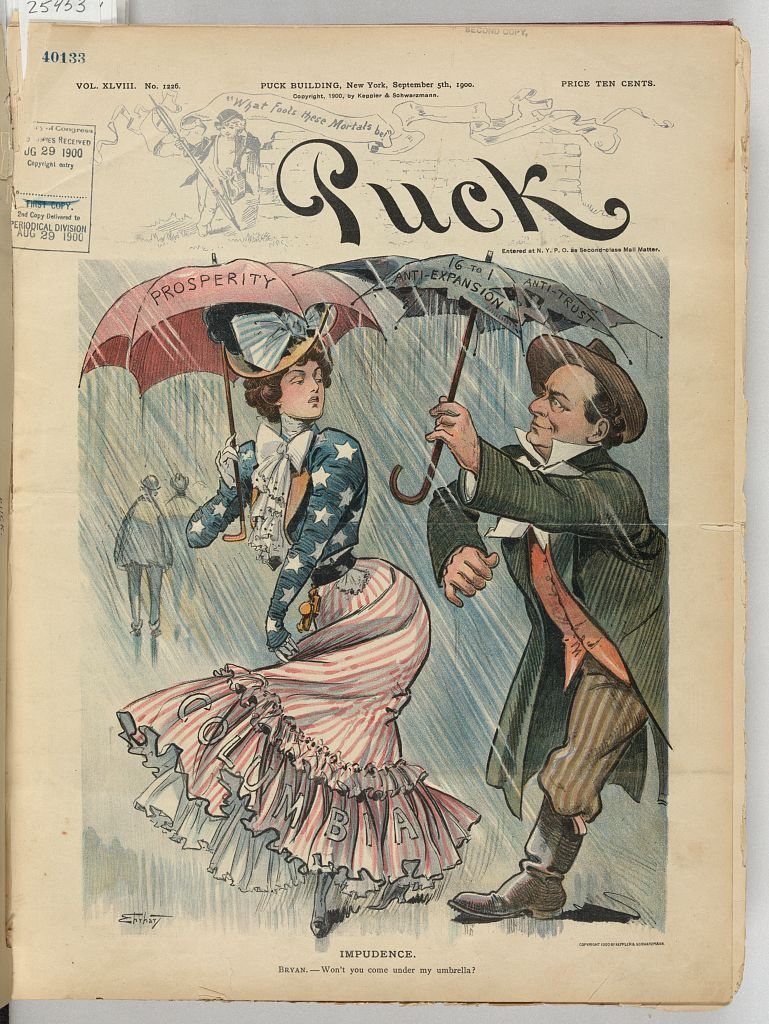 25453
SECOND COPY,
40133
VOL. XLVIII. No. 1226.
PUCK BUILDING, New York, September 5th, 1900.
PRICE TEN CENTS.
Copyright, 1900, by Keppler & Schwarzmann.
"What Fools these Mortals be!"
of Congress
RECEIVED
UG 29 1900
Copyright entry
FIRST COPY.
2nd Copy Delivered to
PERIODICAL DIVISION
AUG 29 1900
Puck
Entered at N. Y. P. O. as Second-class Mail Matter.
PROSPERITY
16 TO 1
ANTI-EXPANSION
ANTI-TRUST
COLUMBIA
Ehrhart
COPYRIGHT 1900 BY KEPPLER & SCHWARZMANN.
IMPUDENCE.
BRYAN. — Won't you come under my umbrella?